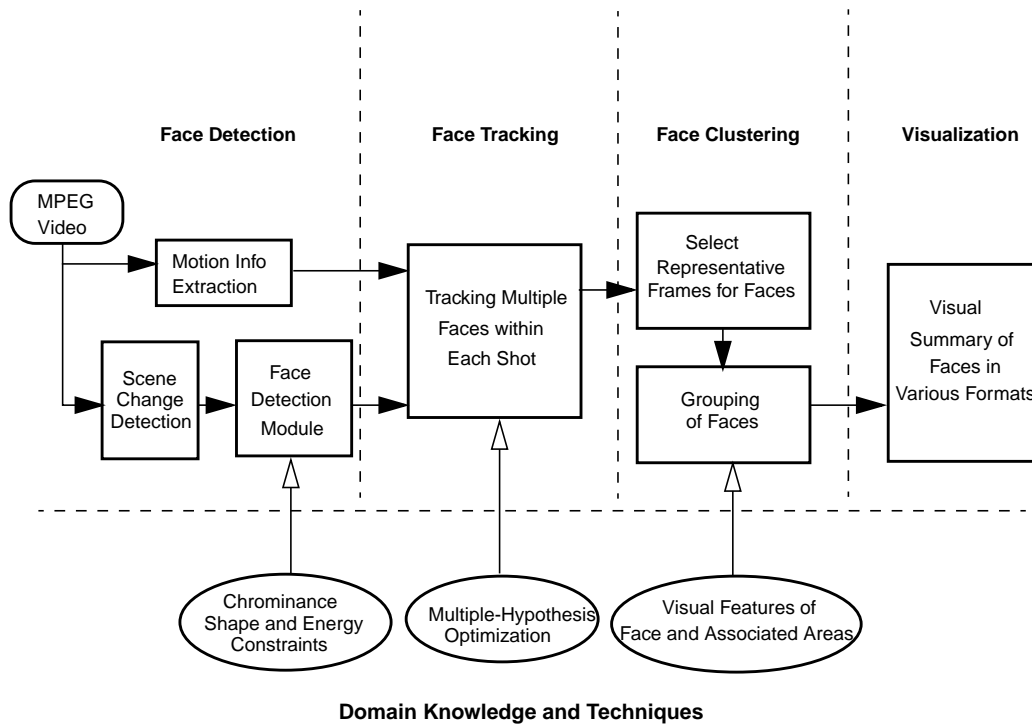 Face Detection
Face Tracking
Face Clustering
Visualization
MPEG
Video
Motion Info
Extraction
Scene
Change
Detection
Face
Detection
Module
Tracking Multiple
Faces within
Each Shot
Select
Representative
Frames for Faces
Grouping
of Faces
Visual
Summary of
Faces in
Various Formats
Chrominance
Shape and Energy
Constraints
Multiple-Hypothesis
Optimization
Visual Features of
Face and Associated Areas
Domain Knowledge and Techniques